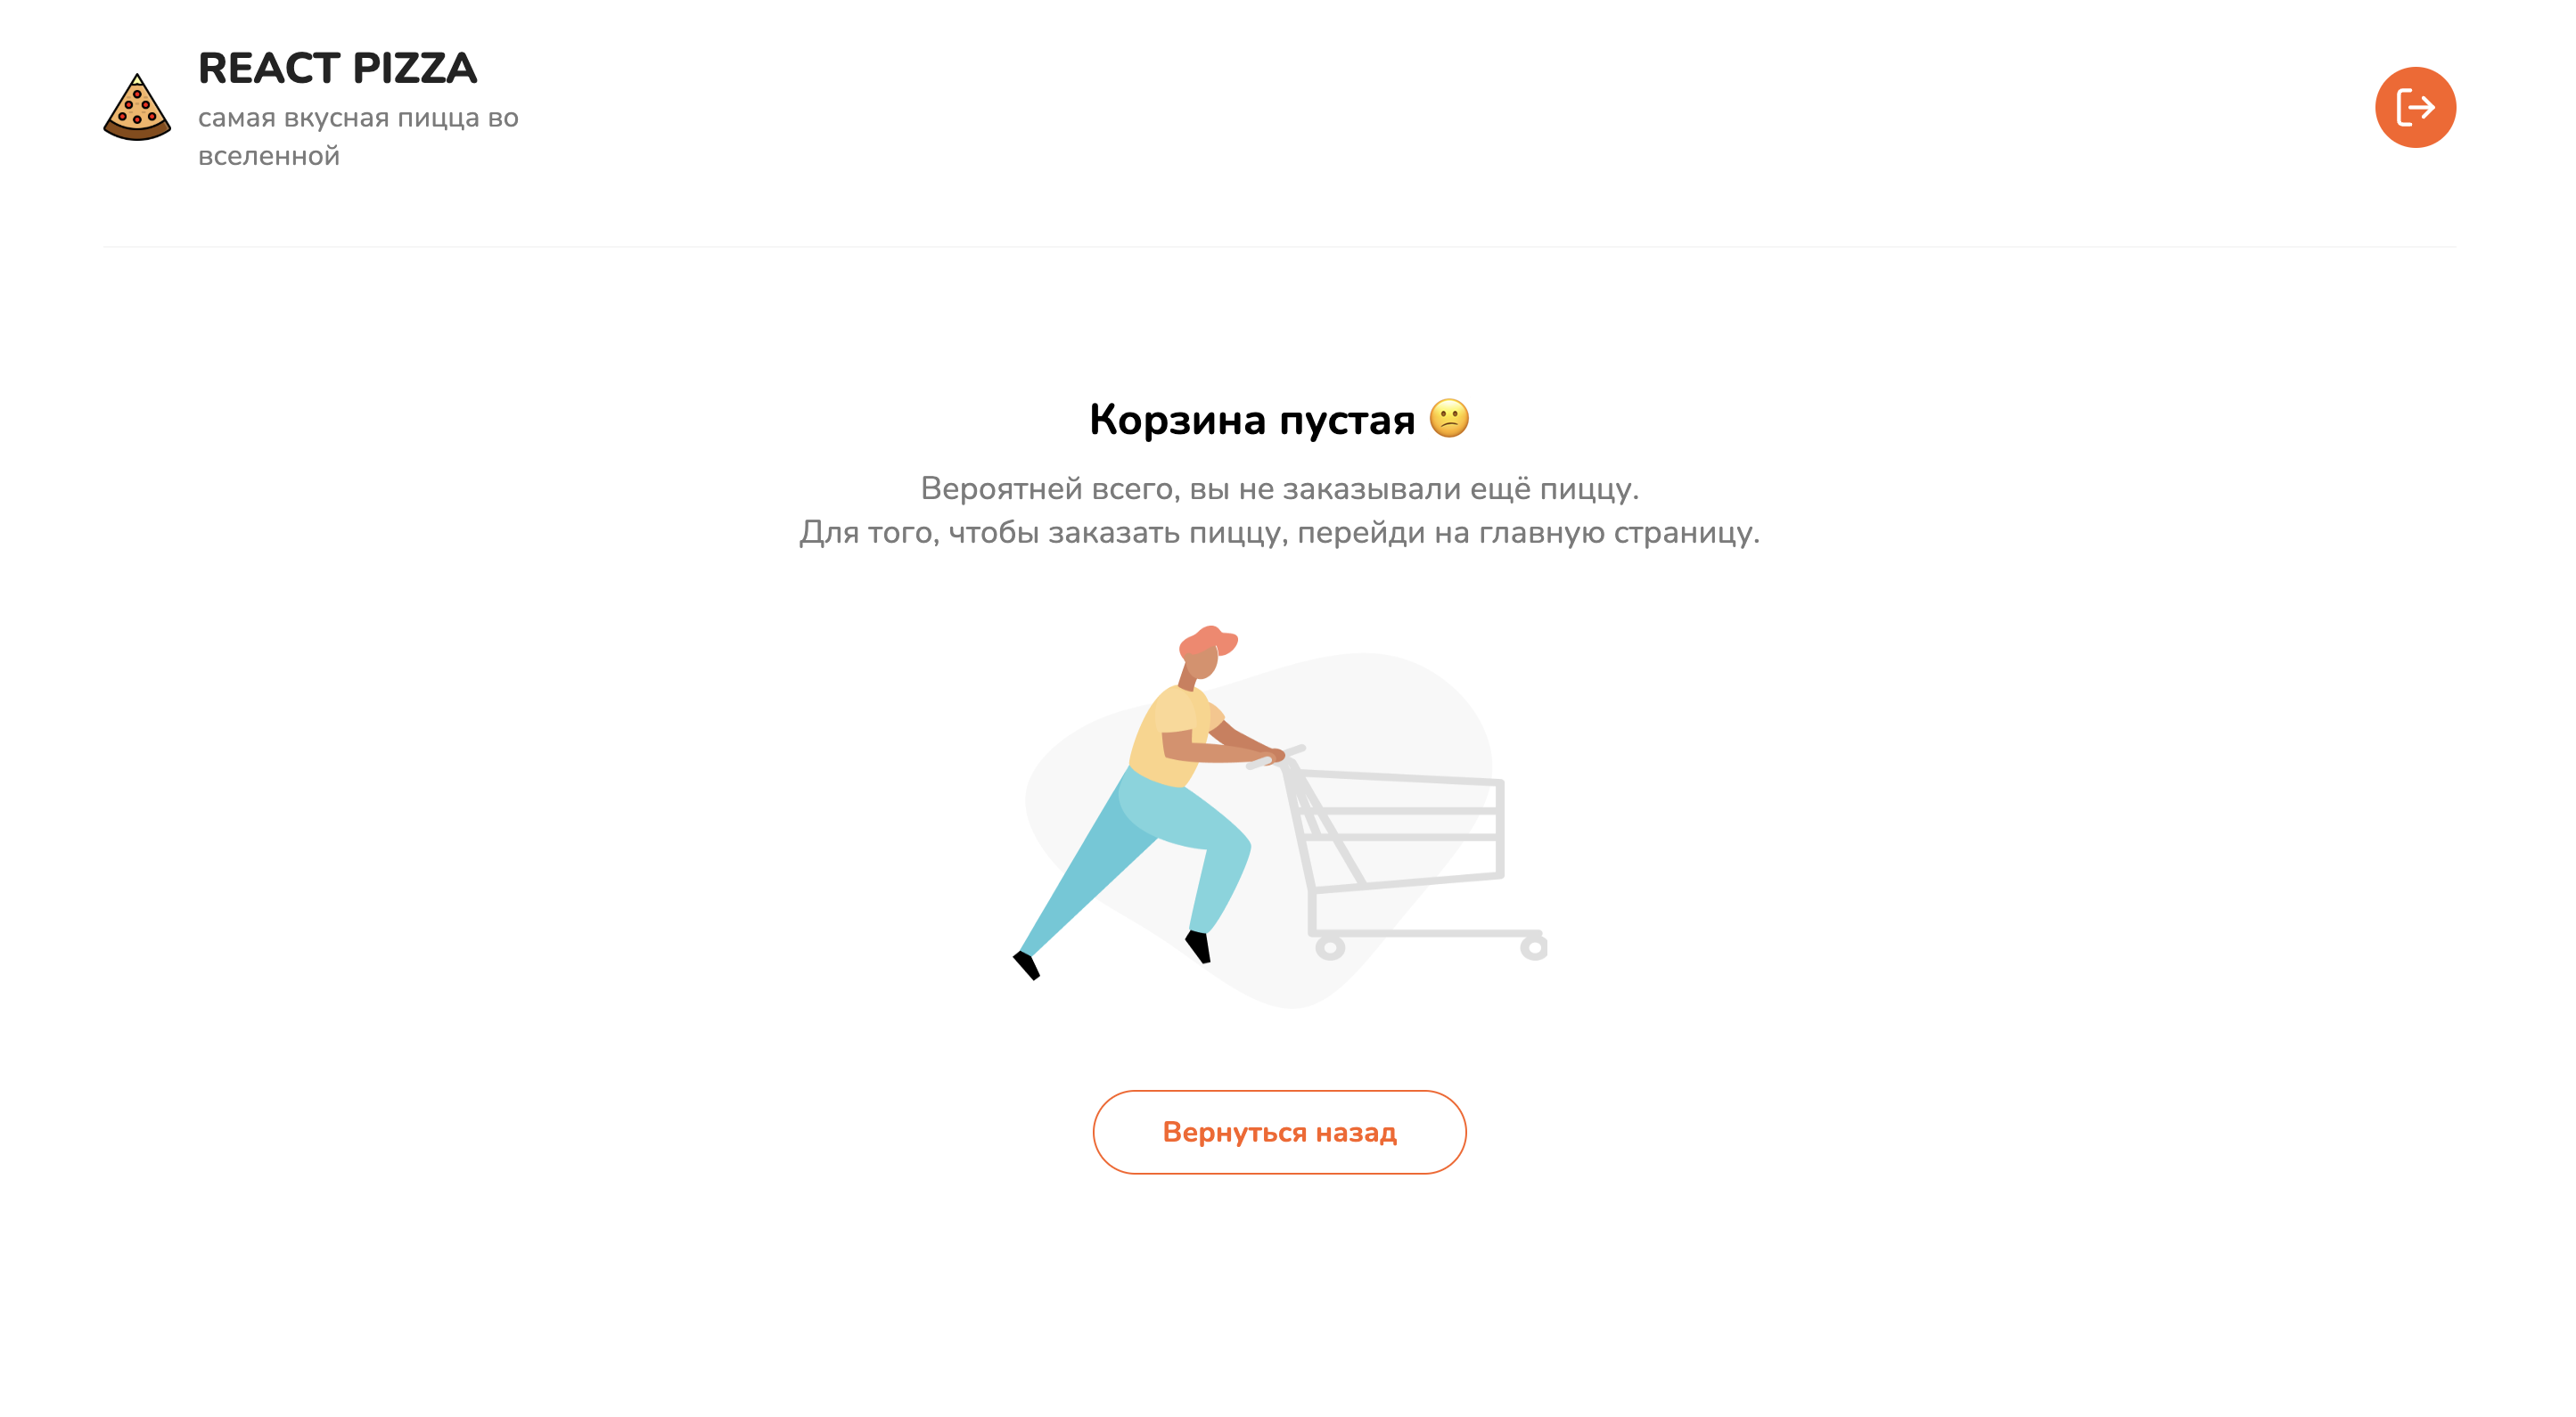 REACT PIZZA
самая вкусная пицца во
вселенной
Корзина пустая 😕
Вероятней всего, вы не заказывали ещё пиццу.
Для того, чтобы заказать пиццу, перейди на главную страницу.
Вернуться назад